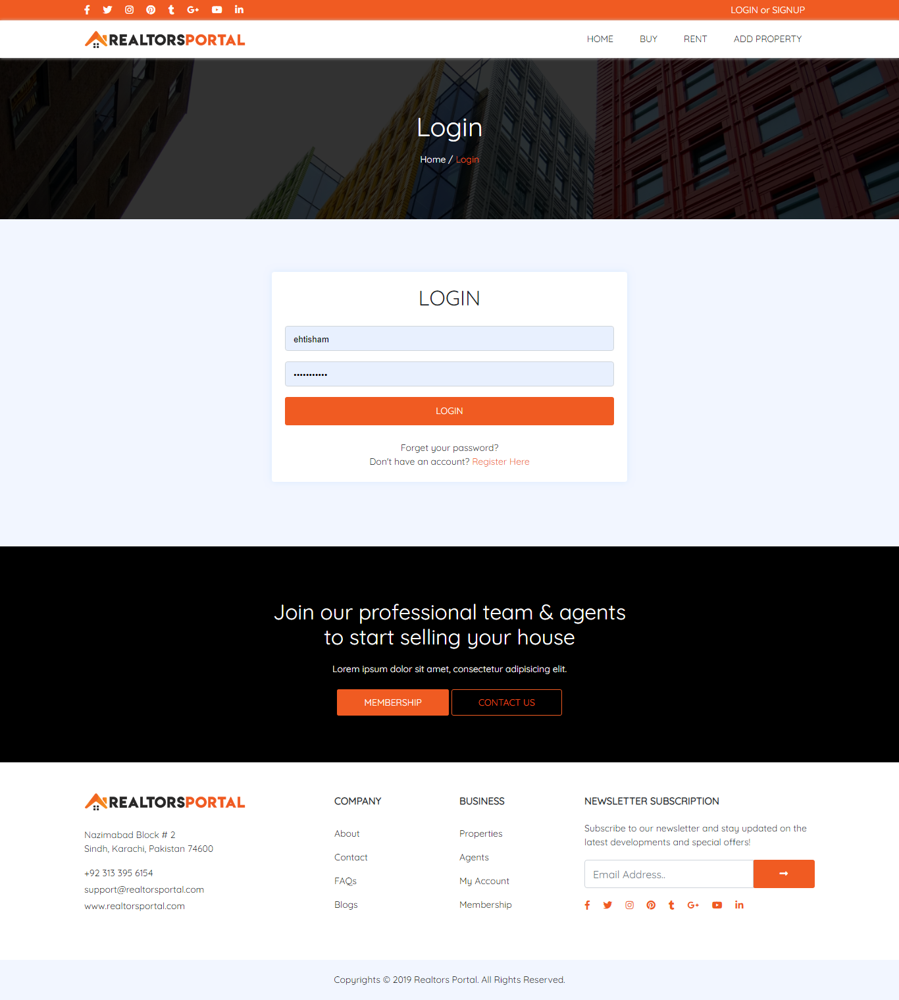 LOGIN or SIGNUP
REALTORSPORTAL
HOME BUY RENT ADD PROPERTY
Login
Home / Login
LOGIN
ehtisham
•••••••••••
LOGIN
Forget your password?
Don't have an account? Register Here
Join our professional team & agents
to start selling your house
Lorem ipsum dolor sit amet, consectetur adipisicing elit.
MEMBERSHIP
CONTACT US
REALTORSPORTAL
Nazimabad Block # 2
Sindh, Karachi, Pakistan 74600
+92 313 395 6154
support@realtorsportal.com
www.realtorsportal.com
COMPANY
About
Contact
FAQs
Blogs
BUSINESS
Properties
Agents
My Account
Membership
NEWSLETTER SUBSCRIPTION
Subscribe to our newsletter and stay updated on the
latest developments and special offers!
Email Address..
Copyrights © 2019 Realtors Portal. All Rights Reserved.